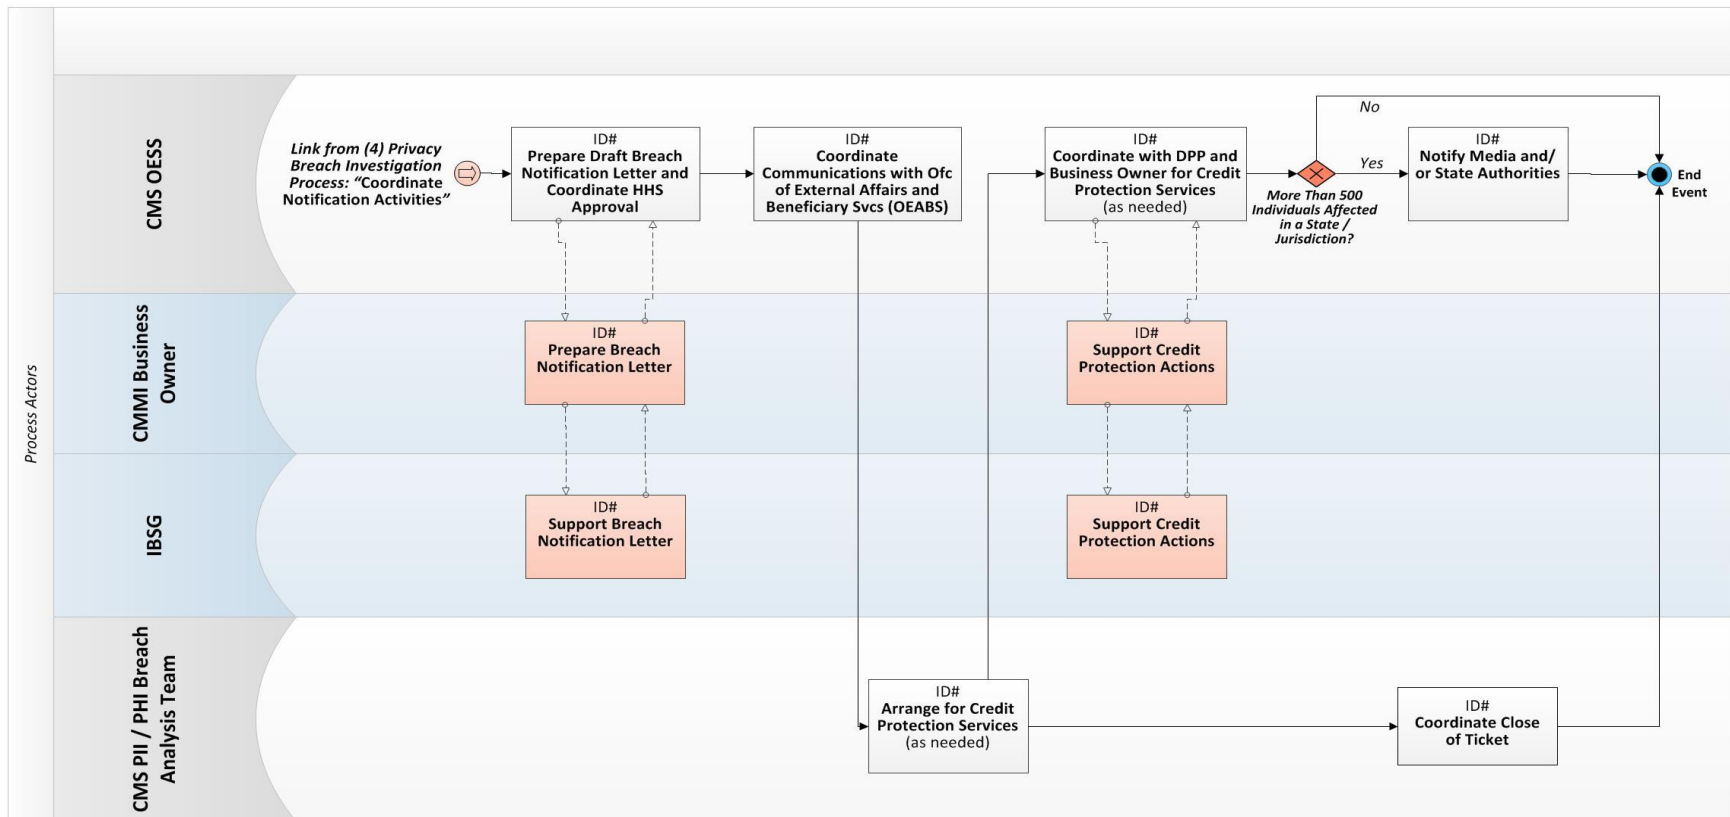 Process Actors
CMS OESS
Link from (4) Privacy
Breach Investigation
Process: “Coordinate
Notification Activities”
ID#
Prepare Draft Breach
Notification Letter and
Coordinate HHS
Approval
ID#
Coordinate
Communications with Ofc
of External Affairs and
Beneficiary Svcs (OEABS)
ID#
Coordinate with DPP and
Business Owner for Credit
Protection Services
(as needed)
More Than 500
Individuals Affected
in a State /
Jurisdiction?
No
Yes
ID#
Notify Media and/
or State Authorities
End
Event
CMMI Business
Owner
ID#
Prepare Breach
Notification Letter
ID#
Support Credit
Protection Actions
IBSG
ID#
Support Breach
Notification Letter
ID#
Support Credit
Protection Actions
CMS PII / PHI Breach
Analysis Team
ID#
Arrange for Credit
Protection Services
(as needed)
ID#
Coordinate Close
of Ticket